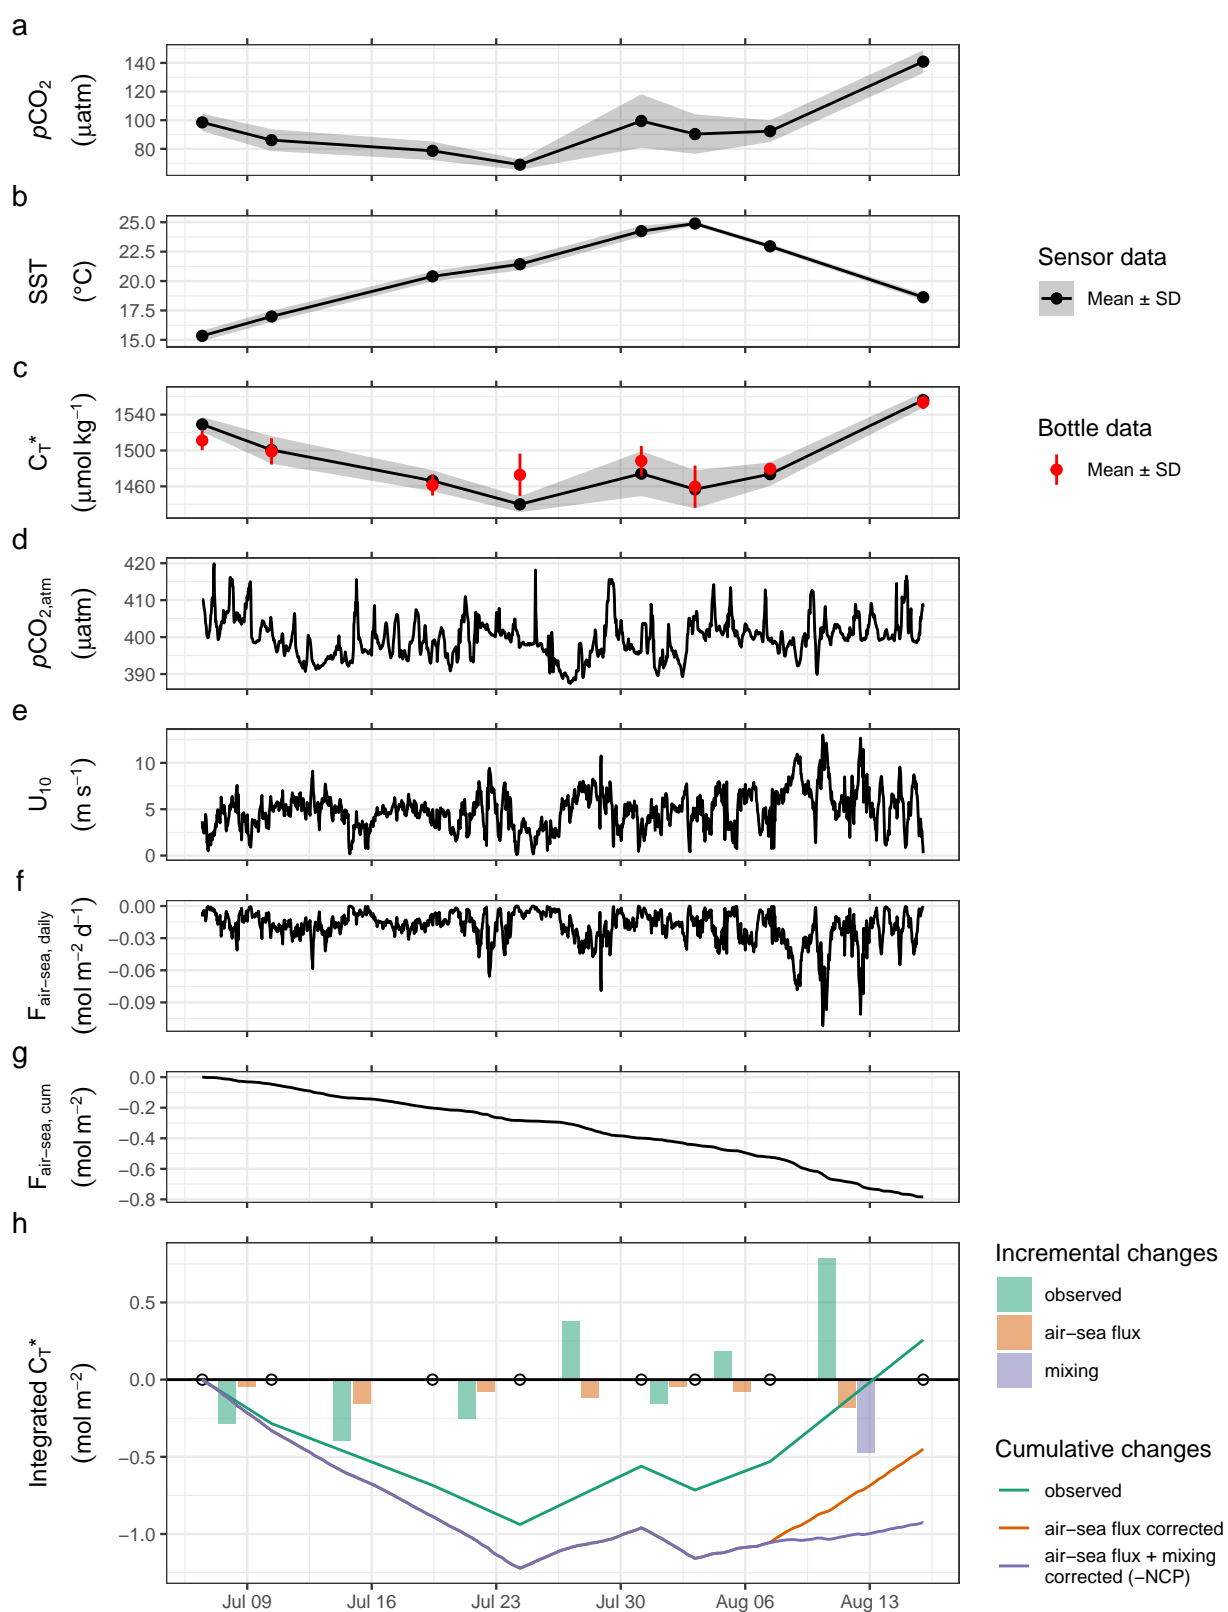 a
140
120
100
80
pCO₂
(µatm)
b
25.0
22.5
20.0
17.5
15.0
SST
(°C)
Sensor data
Mean ± SD
c
1540
1500
1460
C_T*
(µmol kg⁻¹)
Bottle data
Mean ± SD
d
420
410
400
390
pCO₂,atm
(µatm)
e
10
5
0
U₁₀
(m s⁻¹)
f
0.00
−0.03
−0.06
−0.09
F_air−sea, daily
(mol m⁻² d⁻¹)
g
0.0
−0.2
−0.4
−0.6
−0.8
F_air−sea, cum
(mol m⁻²)
h
0.5
0.0
−0.5
−1.0
Integrated C_T*
(mol m⁻²)
Jul 09
Jul 16
Jul 23
Jul 30
Aug 06
Aug 13
Incremental changes
observed
air−sea flux
mixing
Cumulative changes
observed
air−sea flux corrected
air−sea flux + mixing
corrected (−NCP)